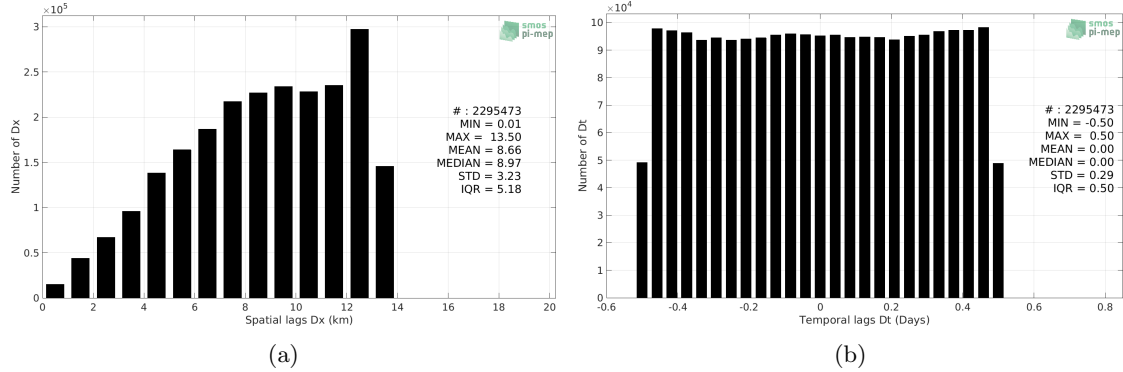 ×10^5
3
2.5
2
1.5
1
0.5
0
Number of Dx
0 2 4 6 8 10 12 14 16 18 20
Spatial lags Dx (km)
smos
pi-mep
# : 2295473
MIN = 0.01
MAX = 13.50
MEAN = 8.66
MEDIAN = 8.97
STD = 3.23
IQR = 5.18
(a)
×10^4
10
9
8
7
6
5
4
3
2
1
0
Number of Dt
-0.6 -0.4 -0.2 0 0.2 0.4 0.6 0.8
Temporal lags Dt (Days)
smos
pi-mep
# : 2295473
MIN = -0.50
MAX = 0.50
MEAN = 0.00
MEDIAN = 0.00
STD = 0.29
IQR = 0.50
(b)